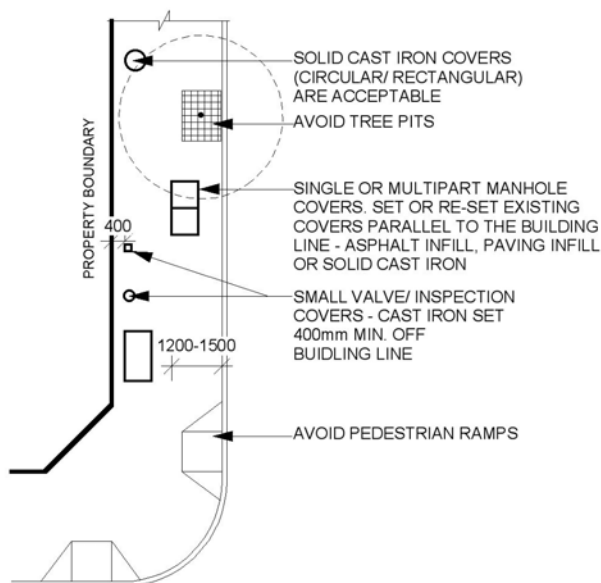 SOLID CAST IRON COVERS
(CIRCULAR/ RECTANGULAR)
ARE ACCEPTABLE
AVOID TREE PITS
PROPERTY BOUNDARY
SINGLE OR MULTIPART MANHOLE
COVERS. SET OR RE-SET EXISTING
COVERS PARALLEL TO THE BUILDING
LINE - ASPHALT INFILL, PAVING INFILL
OR SOLID CAST IRON
400
SMALL VALVE/ INSPECTION
COVERS - CAST IRON SET
400mm MIN. OFF
BUIDLING LINE
1200-1500
AVOID PEDESTRIAN RAMPS